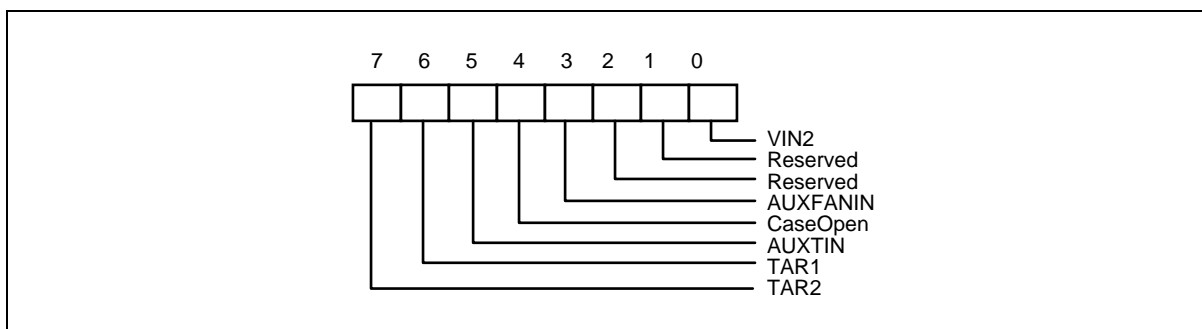 7 6 5 4 3 2 1 0
VIN2
Reserved
Reserved
AUXFANIN
CaseOpen
AUXTIN
TAR1
TAR2